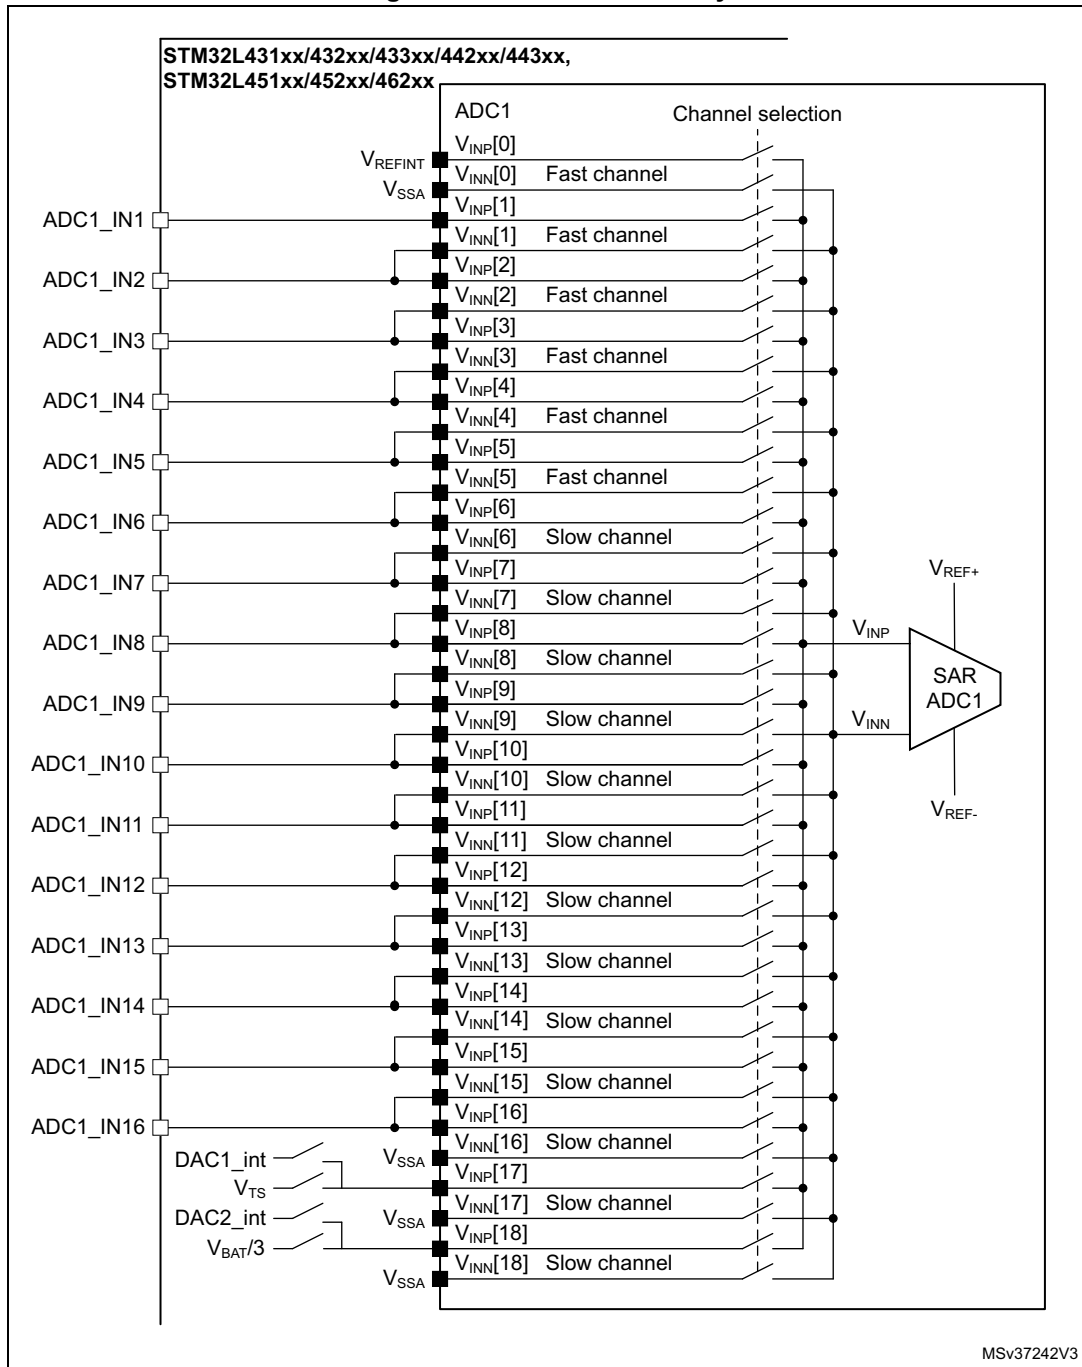 STM32L431xx/432xx/433xx/442xx/443xx,
STM32L451xx/452xx/462xx
ADC1
Channel selection
VINP[0]
VREFINT
VINN[0] Fast channel
VSSA
VINP[1]
ADC1_IN1
VINN[1] Fast channel
VINP[2]
ADC1_IN2
VINN[2] Fast channel
VINP[3]
ADC1_IN3
VINN[3] Fast channel
VINP[4]
ADC1_IN4
VINN[4] Fast channel
VINP[5]
ADC1_IN5
VINN[5] Fast channel
VINP[6]
ADC1_IN6
VINN[6] Slow channel
VINP[7]
ADC1_IN7
VINN[7] Slow channel
VINP[8]
ADC1_IN8
VINN[8] Slow channel
VINP[9]
ADC1_IN9
VINN[9] Slow channel
VINP[10]
ADC1_IN10
VINN[10] Slow channel
VINP[11]
ADC1_IN11
VINN[11] Slow channel
VINP[12]
ADC1_IN12
VINN[12] Slow channel
VINP[13]
ADC1_IN13
VINN[13] Slow channel
VINP[14]
ADC1_IN14
VINN[14] Slow channel
VINP[15]
ADC1_IN15
VINN[15] Slow channel
VINP[16]
ADC1_IN16
VINN[16] Slow channel
DAC1_int
VSSA
VINP[17]
VTS
VINN[17] Slow channel
DAC2_int
VSSA
VINP[18]
VBAT/3
VINN[18] Slow channel
VSSA
VREF+
VINP
SAR
ADC1
VINN
VREF-
MSv37242V3